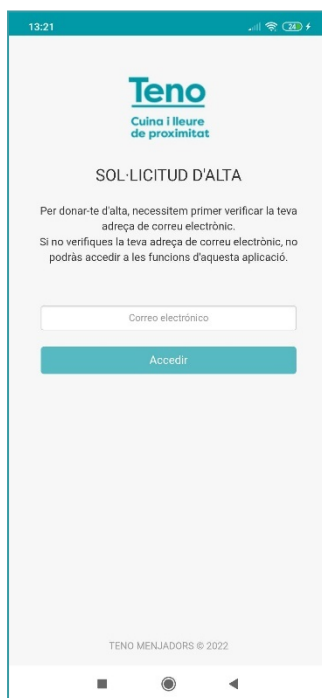 13:21
24
Teno
Cuina i lleure
de proximitat
SOL·LICITUD D'ALTA
Per donar-te d'alta, necessitem primer verificar la teva
adreça de correu electrònic.
Si no verifiques la teva adreça de correu electrònic, no
podràs accedir a les funcions d'aquesta aplicació.
Correo electrónico
Accedir
TENO MENJADORS © 2022